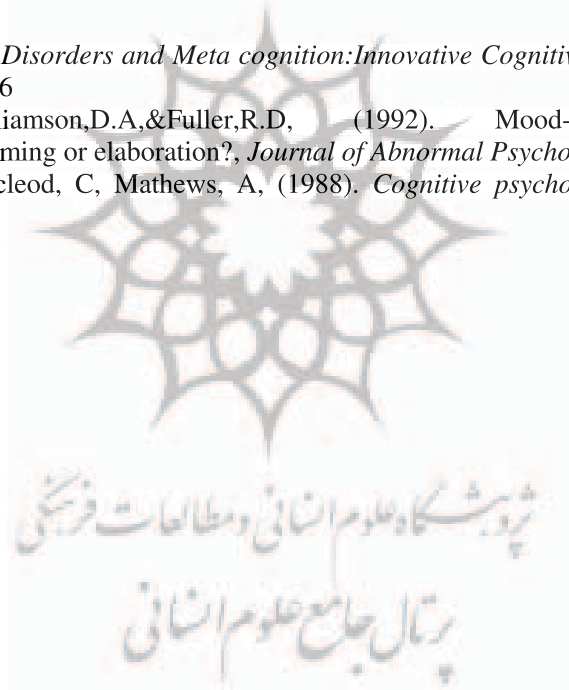 Disorders and Meta cognition:Innovative Cognitiv
6
iamson,D.A,&Fuller,R.D, (1992). Mood-
ming or elaboration?, Journal of Abnormal Psycho
cleod, C, Mathews, A, (1988). Cognitive psycho
پژوهشگاه علوم انسانی و مطالعات فرهنگی
پرتال جامع علوم انسانی